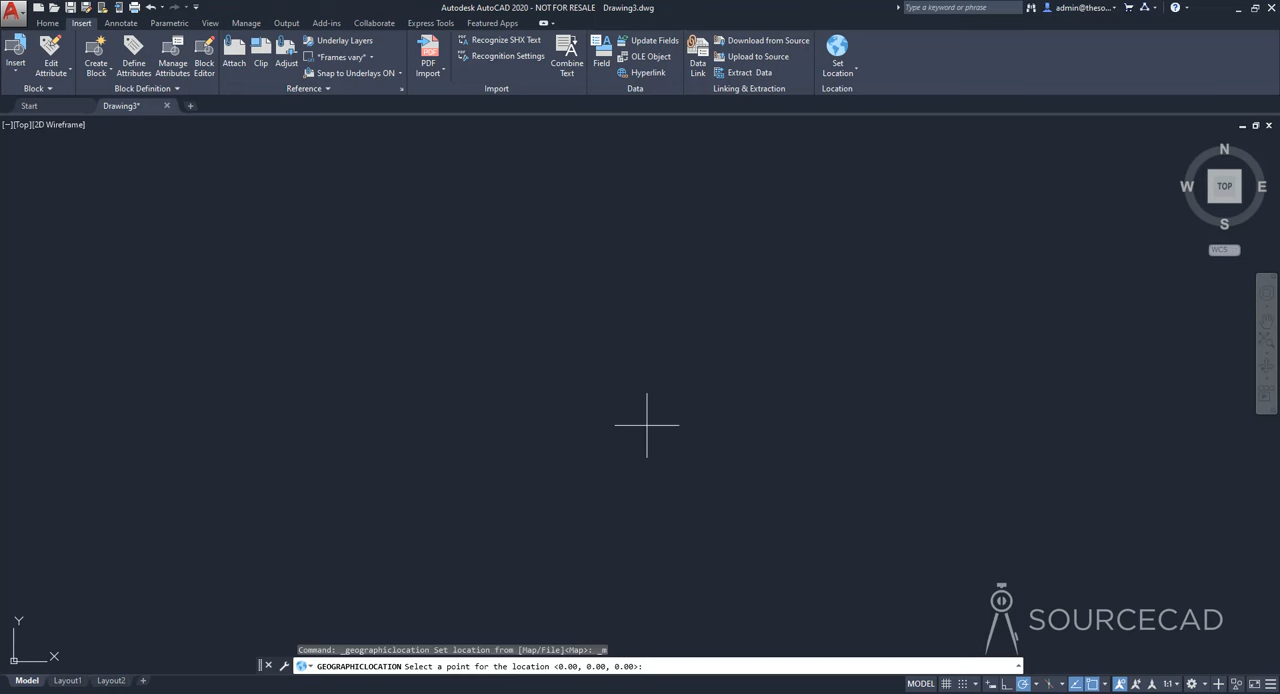 Autodesk AutoCAD 2020 - NOT FOR RESALE Drawing3.dwg
Type a keyword or phrase
admin@theso...
Home Insert Annotate Parametric View Manage Output Add-ins Collaborate Express Tools Featured Apps
Insert
Edit
Attribute
Create
Block
Define
Attributes
Manage
Attributes
Block
Editor
Attach
Clip
Adjust
Underlay Layers
*Frames vary*
Snap to Underlays ON
PDF
Import
Recognize SHX Text
Recognition Settings
Combine
Text
Field
Update Fields
OLE Object
Hyperlink
Data
Link
Download from Source
Upload to Source
Extract Data
Set
Location
Block Block Definition Reference Import Data Linking & Extraction Location
Start Drawing3*
[−][Top][2D Wireframe]
N
W TOP E
S
WCS
SOURCECAD
Y
X
Command: _geographiclocation Set location from [Map/File]<Map>: _m
GEOGRAPHICLOCATION Select a point for the location <0.00, 0.00, 0.00>:
Model Layout1 Layout2
MODEL 1:1